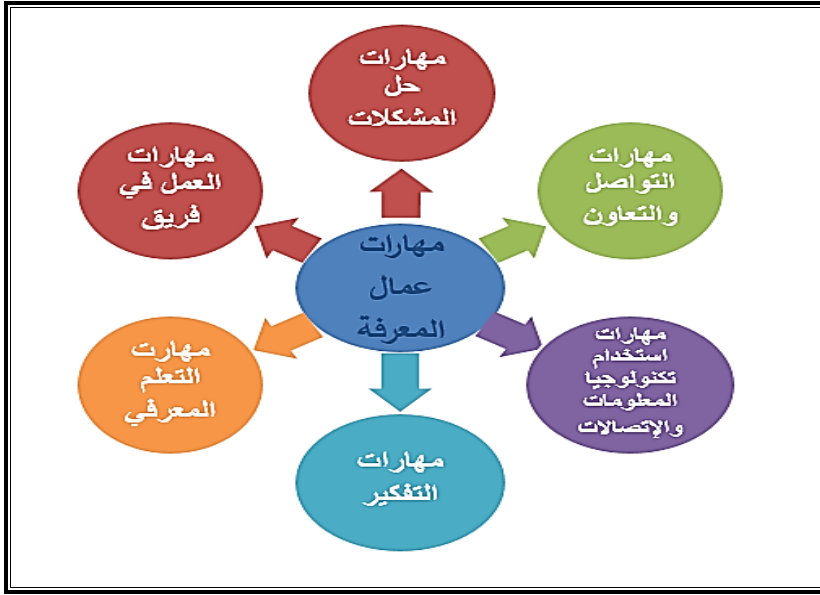 مهارات
حل
المشكلات
مهارات
التواصل
والتعاون
مهارات
العمل في
فريق
مهارات
عمال
المعرفة
مهارات
استخدام
تكنولوجيا
المعلومات
والإتصالات
مهارت
التعلم
المعرفي
مهارات
التفكير